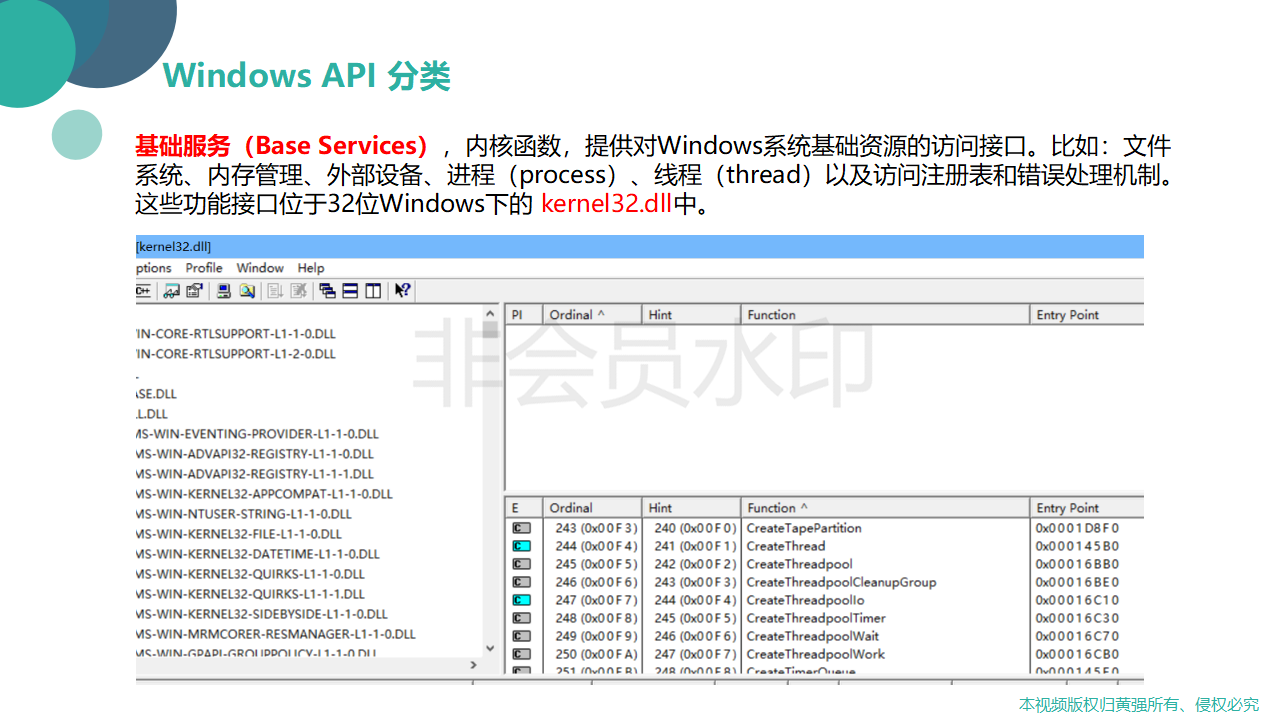 Windows API 分类
基础服务（Base Services），内核函数，提供对Windows系统基础资源的访问接口。比如：文件
系统、内存管理、外部设备、进程（process）、线程（thread）以及访问注册表和错误处理机制。
这些功能接口位于32位Windows下的 kernel32.dll中。
[kernel32.dll]
ptions Profile Window Help
C++
PI Ordinal ^ Hint Function Entry Point
IN-CORE-RTLSUPPORT-L1-1-0.DLL
IN-CORE-RTLSUPPORT-L1-2-0.DLL
非会员水印
ASE.DLL
LL.DLL
MS-WIN-EVENTING-PROVIDER-L1-1-0.DLL
MS-WIN-ADVAPI32-REGISTRY-L1-1-0.DLL
MS-WIN-ADVAPI32-REGISTRY-L1-1-1.DLL
MS-WIN-KERNEL32-APPCOMPAT-L1-1-0.DLL
MS-WIN-NTUSER-STRING-L1-1-0.DLL
MS-WIN-KERNEL32-FILE-L1-1-0.DLL
MS-WIN-KERNEL32-DATETIME-L1-1-0.DLL
MS-WIN-KERNEL32-QUIRKS-L1-1-0.DLL
MS-WIN-KERNEL32-QUIRKS-L1-1-1.DLL
MS-WIN-KERNEL32-SIDEBYSIDE-L1-1-0.DLL
MS-WIN-MRMCORER-RESMANAGER-L1-1-0.DLL
MS-WIN-GPAPI-GROUPPOLICY-L1-1-0.DLL
E Ordinal Hint Function ^ Entry Point
C 243 (0x00F3) 240 (0x00F0) CreateTapePartition 0x0001D8F0
C 244 (0x00F4) 241 (0x00F1) CreateThread 0x000145B0
C 245 (0x00F5) 242 (0x00F2) CreateThreadpool 0x00016BB0
C 246 (0x00F6) 243 (0x00F3) CreateThreadpoolCleanupGroup 0x00016BE0
C 247 (0x00F7) 244 (0x00F4) CreateThreadpoolIo 0x00016C10
C 248 (0x00F8) 245 (0x00F5) CreateThreadpoolTimer 0x00016C30
C 249 (0x00F9) 246 (0x00F6) CreateThreadpoolWait 0x00016C70
C 250 (0x00FA) 247 (0x00F7) CreateThreadpoolWork 0x00016CB0
C 251 (0x00FB) 248 (0x00F8) CreateTimerQueue 0x000145E0
本视频版权归黄强所有、侵权必究